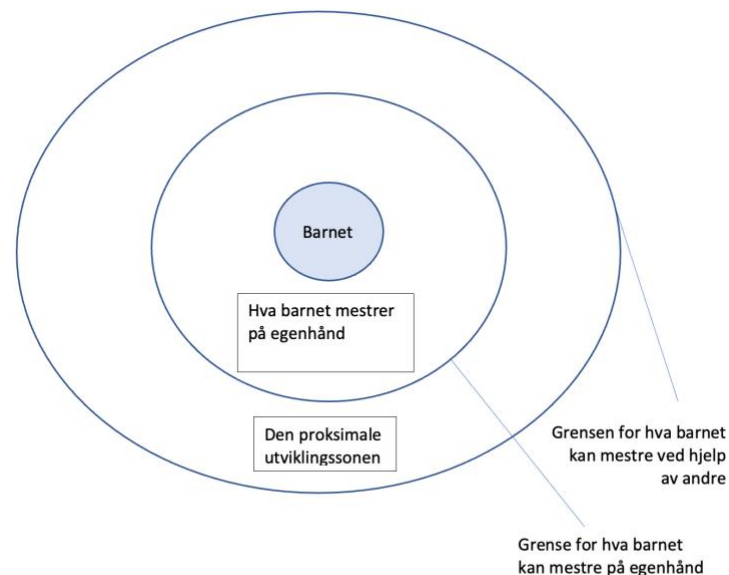 Barnet
Hva barnet mestrer
på egenhånd
Den proksimale
utviklingssonen
Grensen for hva barnet
kan mestre ved hjelp
av andre
Grense for hva barnet
kan mestre på egenhånd